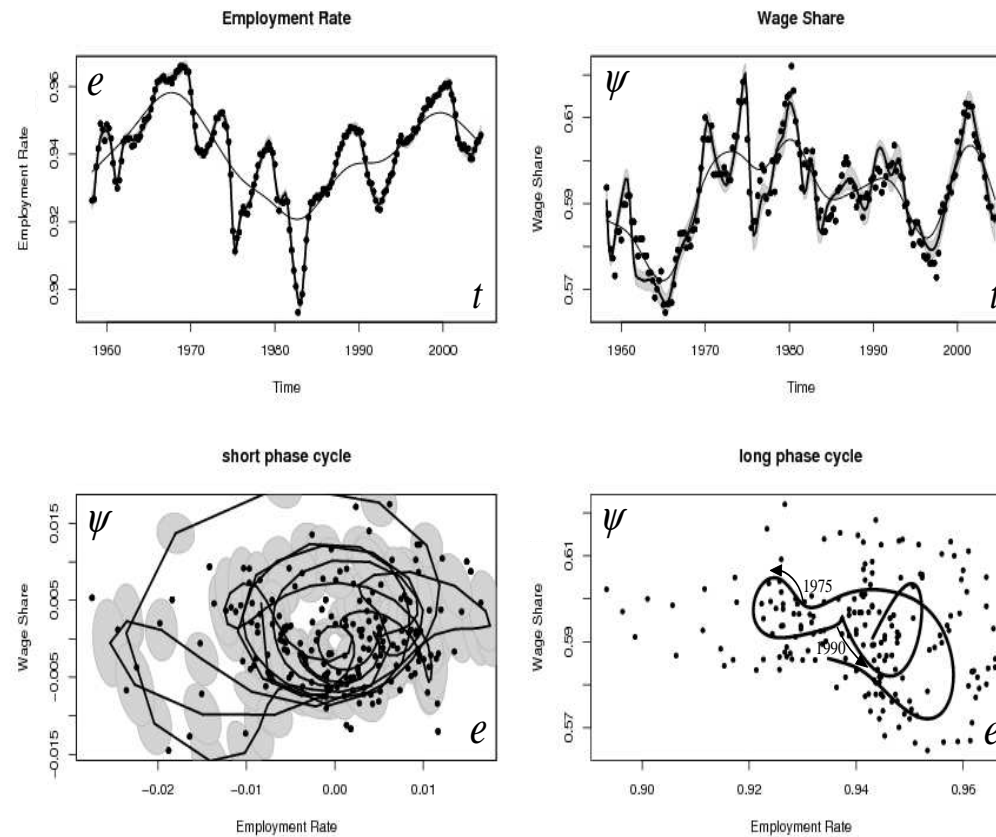 Employment Rate
e
Employment Rate
0.96
0.94
0.92
0.90
t
1960
1970
1980
1990
2000
Time
Wage Share
ψ
Wage Share
0.61
0.59
0.57
t
1960
1970
1980
1990
2000
Time
short phase cycle
ψ
Wage Share
0.015
0.005
−0.005
−0.015
e
−0.02
−0.01
0.00
0.01
Employment Rate
long phase cycle
ψ
Wage Share
0.61
0.59
0.57
1975
1990
e
0.90
0.92
0.94
0.96
Employment Rate